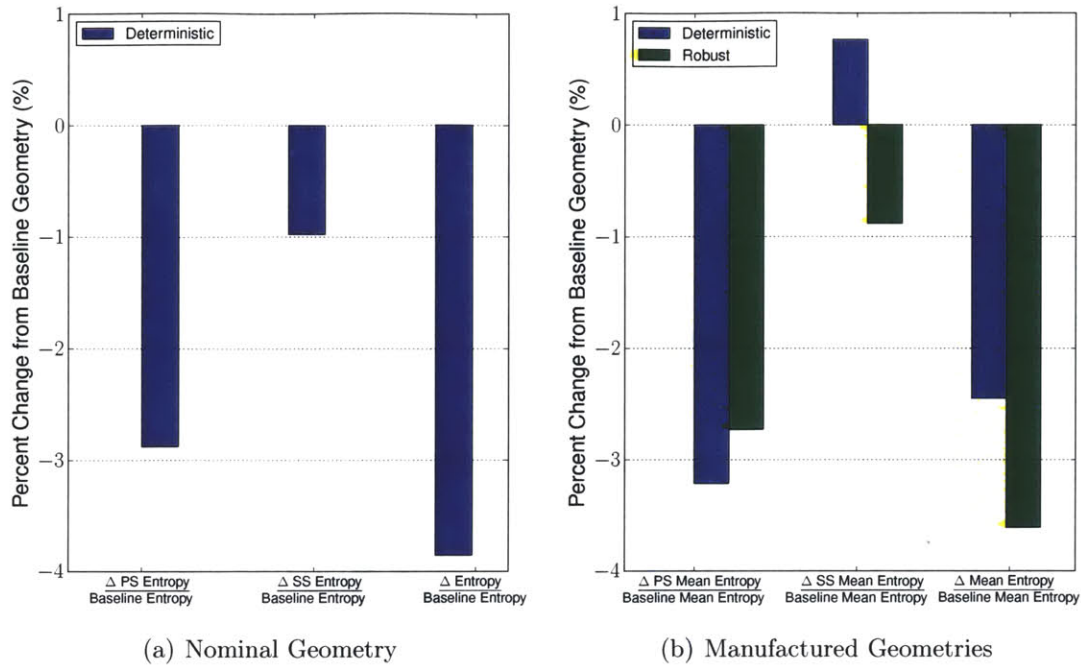 1
0
−1
−2
−3
−4
Percent Change from Baseline Geometry (%)
Deterministic
Δ PS Entropy
Baseline Entropy
Δ SS Entropy
Baseline Entropy
Δ Entropy
Baseline Entropy
(a) Nominal Geometry
1
0
−1
−2
−3
−4
Percent Change from Baseline Geometry (%)
Deterministic
Robust
Δ PS Mean Entropy
Baseline Mean Entropy
Δ SS Mean Entropy
Baseline Mean Entropy
Δ Mean Entropy
Baseline Mean Entropy
(b) Manufactured Geometries